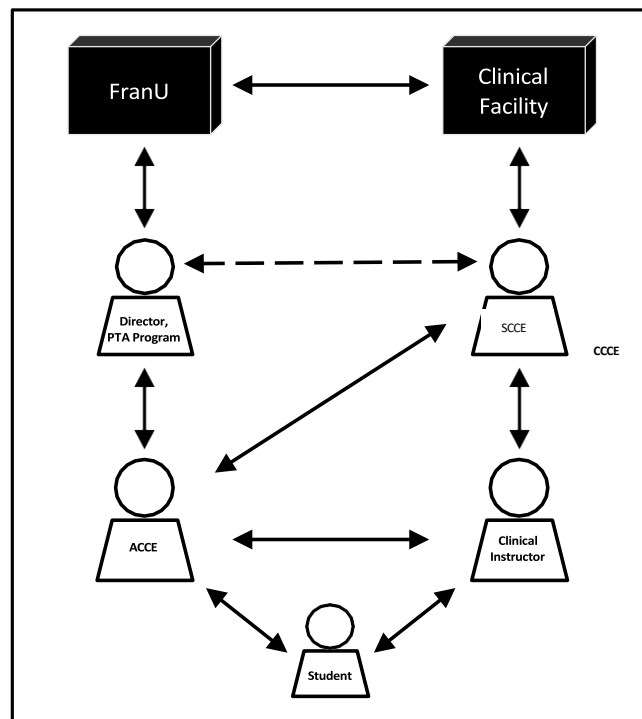 FranU
Clinical
Facility
Director,
PTA Program
SCCE
CCCE
ACCE
Clinical
Instructor
Student